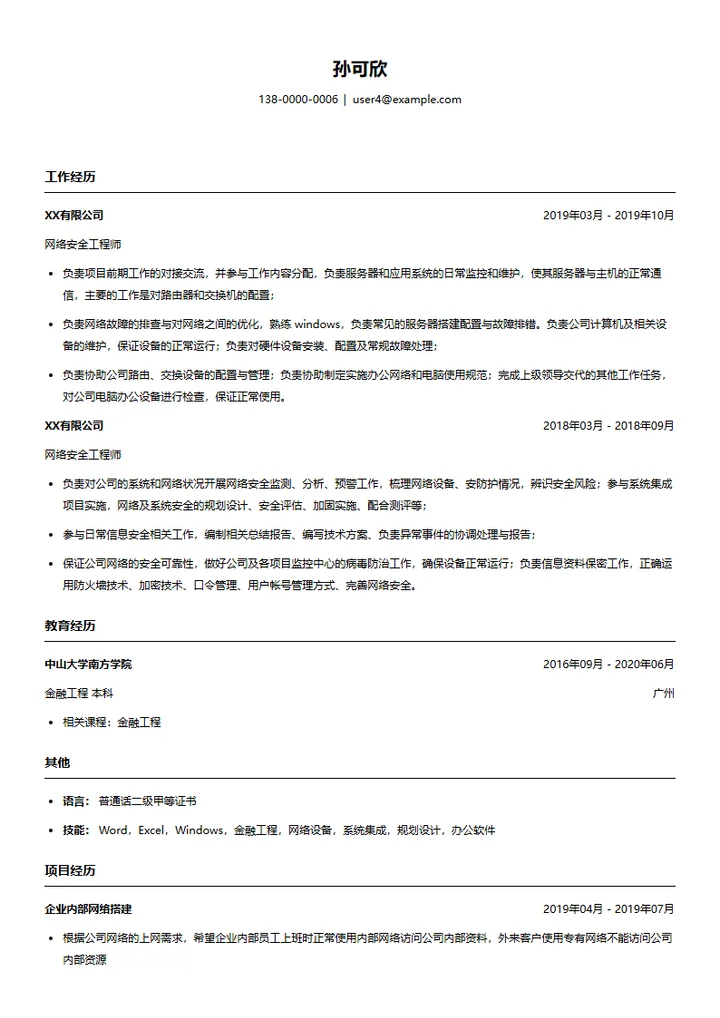 孙可欣
138-0000-0006 | user4@example.com
工作经历
XX有限公司 2019年03月 - 2019年10月
网络安全工程师
• 负责项目前期工作的对接交流，并参与工作内容分配，负责服务器和应用系统的日常监控和维护，使其服务器与主机的正常通
信，主要的工作是对路由器和交换机的配置；
• 负责网络故障的排查与对网络之间的优化，熟练 windows，负责常见的服务器搭建配置与故障排错。负责公司计算机及相关设
备的维护，保证设备的正常运行；负责对硬件设备安装、配置及常规故障处理；
• 负责协助公司路由、交换设备的配置与管理；负责协助制定实施办公网络和电脑使用规范；完成上级领导交代的其他工作任务，
对公司电脑办公设备进行检查，保证正常使用。
XX有限公司 2018年03月 - 2018年09月
网络安全工程师
• 负责对公司的系统和网络状况开展网络安全监测、分析、预警工作，梳理网络设备、安防护情况，辨识安全风险；参与系统集成
项目实施，网络及系统安全的规划设计、安全评估、加固实施、配合测评等；
• 参与日常信息安全相关工作，编制相关总结报告、编写技术方案、负责异常事件的协调处理与报告；
• 保证公司网络的安全可靠性，做好公司及各项目监控中心的病毒防治工作，确保设备正常运行；负责信息资料保密工作，正确运
用防火墙技术、加密技术、口令管理、用户帐号管理方式、完善网络安全。
教育经历
中山大学南方学院 2016年09月 - 2020年06月
金融工程 本科 广州
• 相关课程：金融工程
其他
• 语言： 普通话二级甲等证书
• 技能： Word，Excel，Windows，金融工程，网络设备，系统集成，规划设计，办公软件
项目经历
企业内部网络搭建 2019年04月 - 2019年07月
• 根据公司网络的上网需求，希望企业内部员工上班时正常使用内部网络访问公司内部资料，外来客户使用专有网络不能访问公司
内部资源